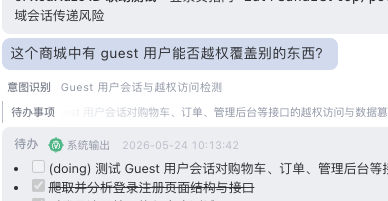 域会话传递风险
这个商城中有 guest 用户能否越权覆盖别的东西?
意图识别 Guest 用户会话与越权访问检测
待办事项 Guest 用户会话对购物车、订单、管理后台等接口的越权访问与数据篡
待办 系统输出 2026-05-24 10:13:42
(doing) 测试 Guest 用户会话对购物车、订单、管理后台等接
爬取并分析登录注册页面结构与接口